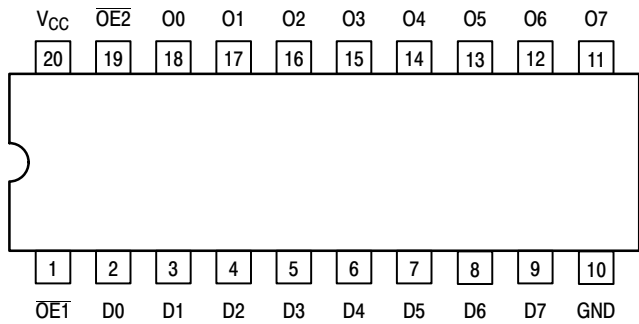 VCC OE2 O0 O1 O2 O3 O4 O5 O6 O7
20 19 18 17 16 15 14 13 12 11
1 2 3 4 5 6 7 8 9 10
OE1 D0 D1 D2 D3 D4 D5 D6 D7 GND